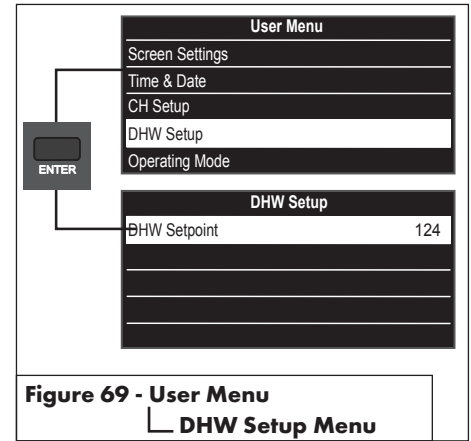 User Menu
Screen Settings
Time & Date
CH Setup
DHW Setup
Operating Mode
ENTER
DHW Setup
DHW Setpoint 124
Figure 69 - User Menu
DHW Setup Menu